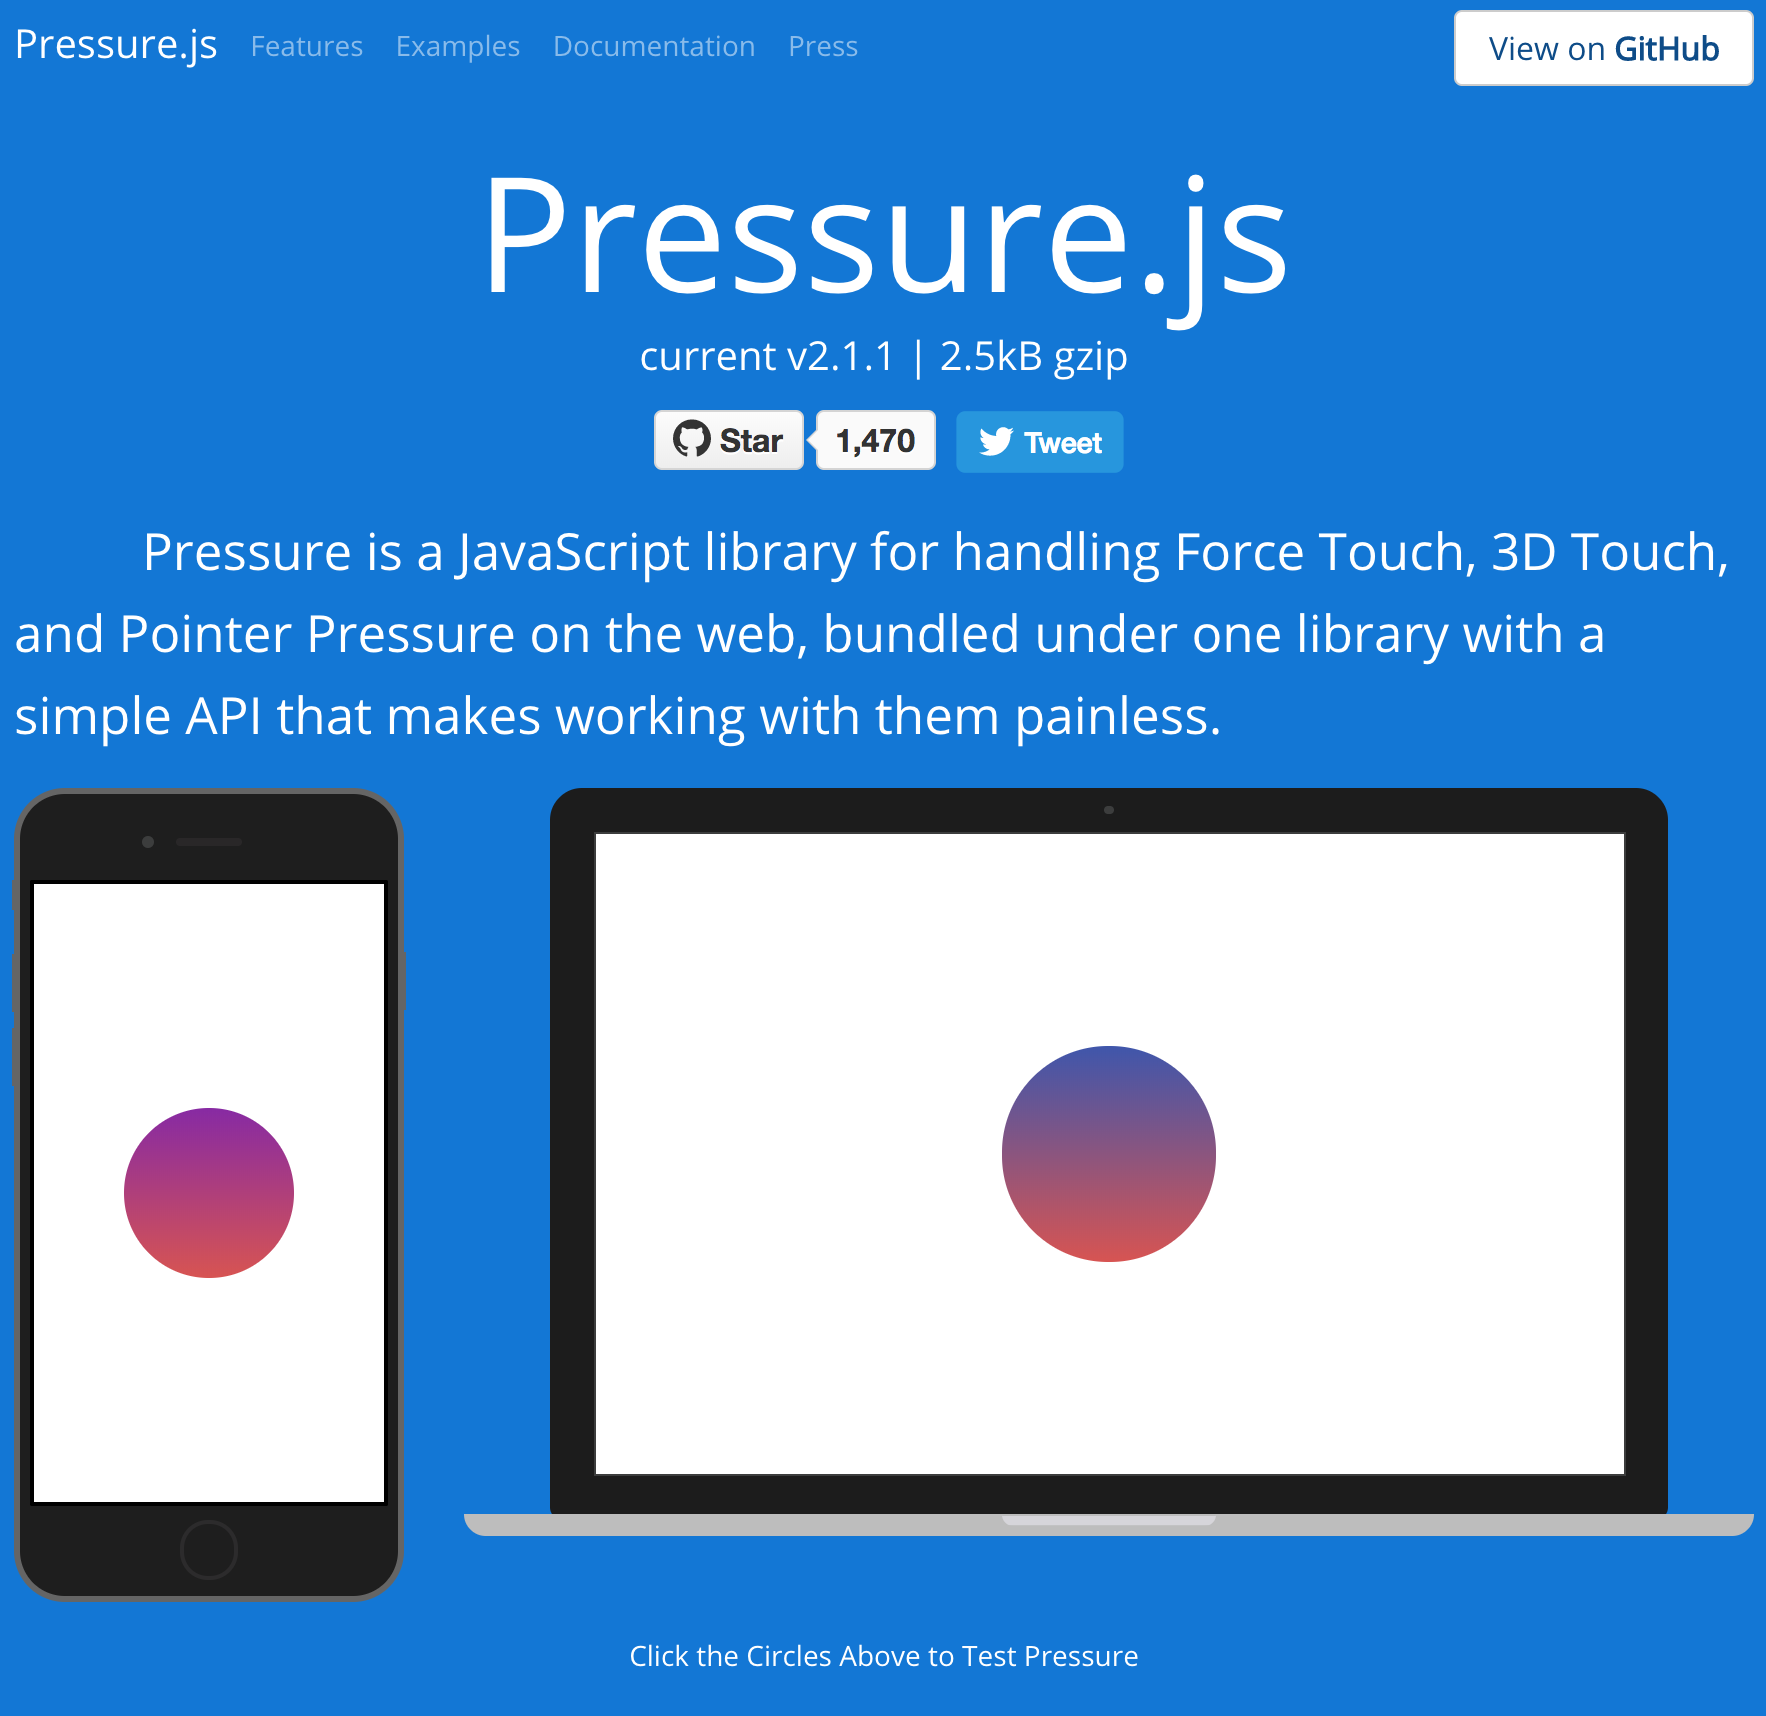 Pressure.js Features Examples Documentation Press View on GitHub
Pressure.js
current v2.1.1 | 2.5kB gzip
Star 1,470 Tweet
Pressure is a JavaScript library for handling Force Touch, 3D Touch,
and Pointer Pressure on the web, bundled under one library with a
simple API that makes working with them painless.
Click the Circles Above to Test Pressure